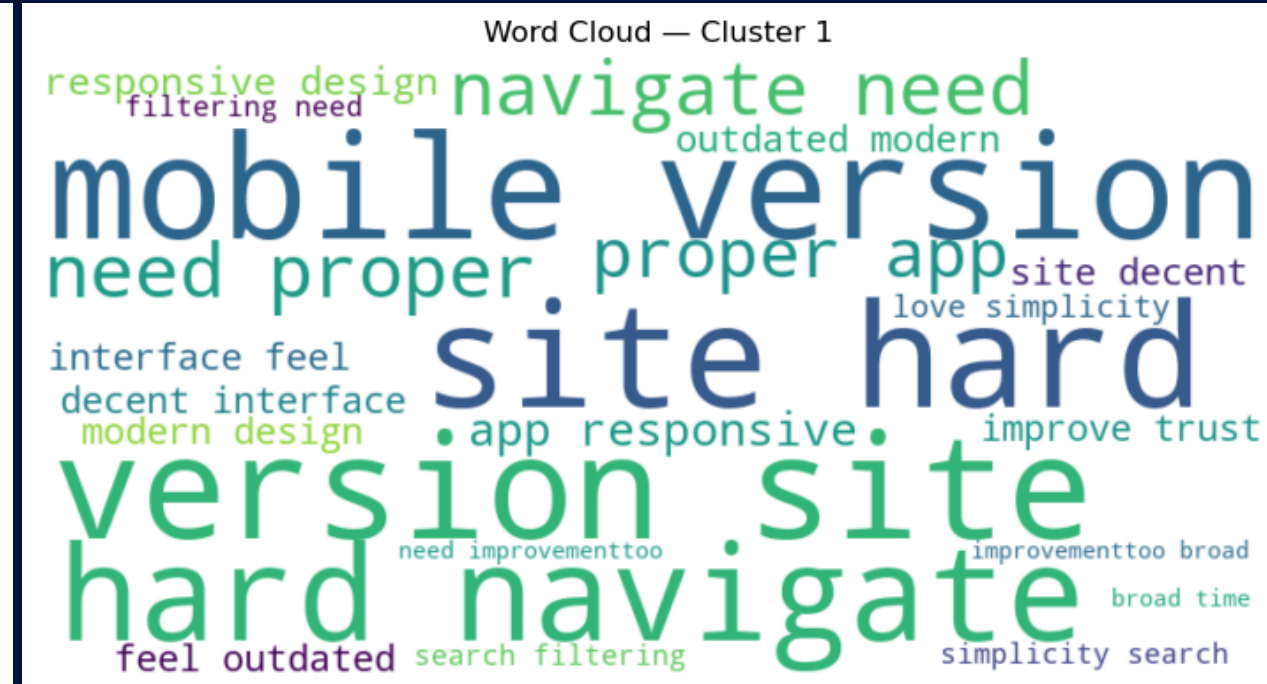 Word Cloud — Cluster 1
responsive design
navigate need
filtering need
outdated modern
mobile version
need proper
proper app
site decent
love simplicity
site hard
interface feel
decent interface
modern design
app responsive
improve trust
version site
need improvementtoo
improvementtoo broad
hard navigate
broad time
feel outdated
search filtering
simplicity search